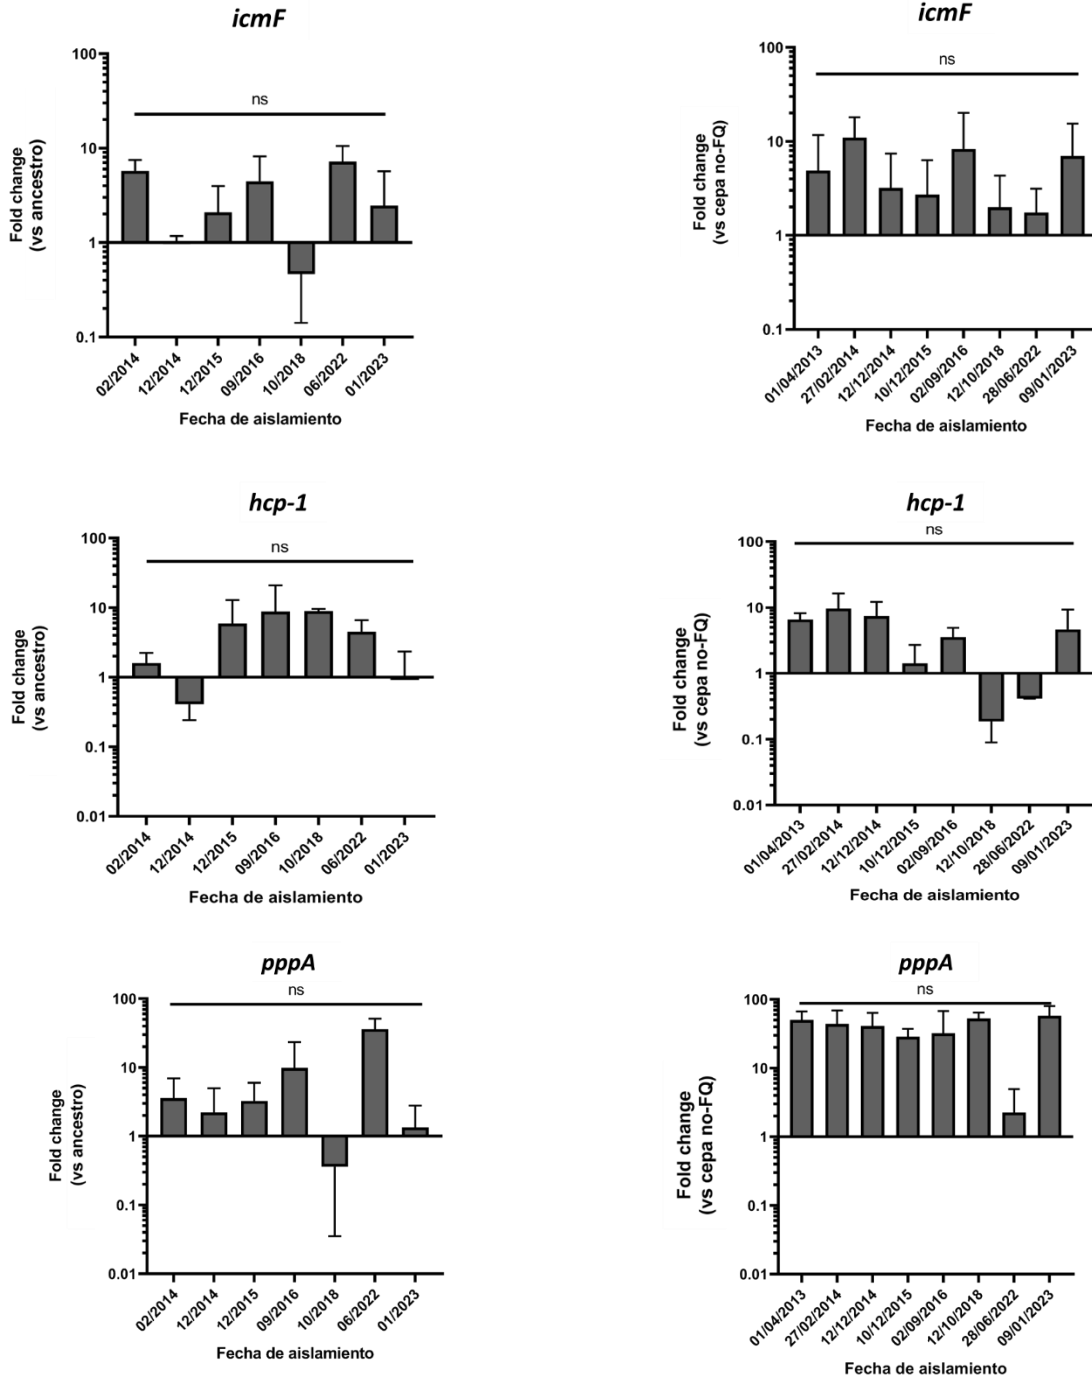 icmF
100
10
1
0.1
ns
Fold change
(vs ancestro)
02/2014
12/2014
12/2015
09/2016
10/2018
06/2022
01/2023
Fecha de aislamiento
icmF
100
10
1
0.1
ns
Fold change
(vs cepa no-FQ)
01/04/2013
27/02/2014
12/12/2014
10/12/2015
02/09/2016
12/10/2018
28/06/2022
09/01/2023
Fecha de aislamiento
hcp-1
100
10
1
0.1
0.01
ns
Fold change
(vs ancestro)
02/2014
12/2014
12/2015
09/2016
10/2018
06/2022
01/2023
Fecha de aislamiento
hcp-1
100
10
1
0.1
0.01
ns
Fold change
(vs cepa no-FQ)
01/04/2013
27/02/2014
12/12/2014
10/12/2015
02/09/2016
12/10/2018
28/06/2022
09/01/2023
Fecha de aislamiento
pppA
100
10
1
0.1
0.01
ns
Fold change
(vs ancestro)
02/2014
12/2014
12/2015
09/2016
10/2018
06/2022
01/2023
Fecha de aislamiento
pppA
100
10
1
0.1
0.01
ns
Fold change
(vs cepa no-FQ)
01/04/2013
27/02/2014
12/12/2014
10/12/2015
02/09/2016
12/10/2018
28/06/2022
09/01/2023
Fecha de aislamiento